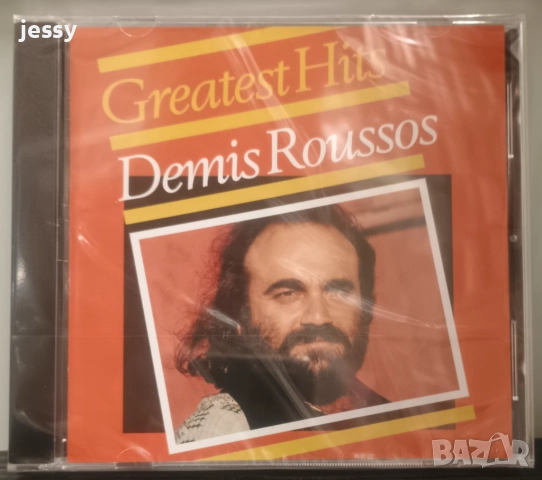 jessy
Greatest Hits
Demis Roussos
BAZAR